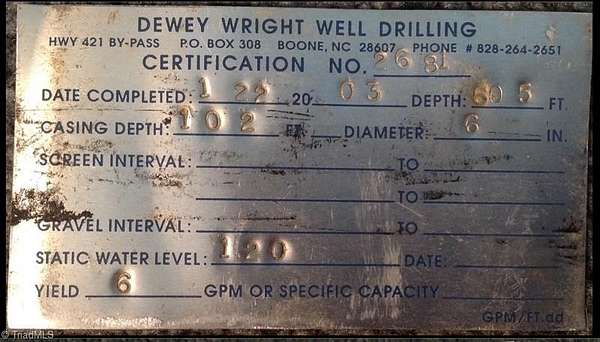 DEWEY WRIGHT WELL DRILLING
HWY 421 BY-PASS P.O. BOX 308 BOONE, NC 28607 PHONE # 828-264-2651
CERTIFICATION NO. 2681
DATE COMPLETED: 1 22 20 03 DEPTH: 605 FT.
CASING DEPTH: 102 FT. DIAMETER: 6 IN.
SCREEN INTERVAL: TO
TO
GRAVEL INTERVAL: TO
STATIC WATER LEVEL: 120 DATE:
YIELD 6 GPM OR SPECIFIC CAPACITY
GPM/FT.dd
© TriadMLS